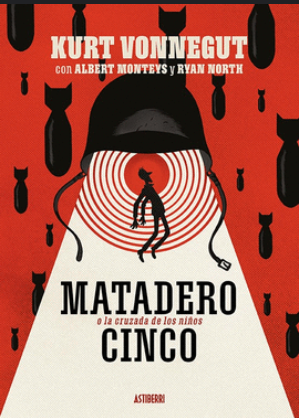 KURT VONNEGUT
con ALBERT MONTEYS y RYAN NORTH
MATADERO
o la cruzada de los niños
CINCO
ASTIBERRI